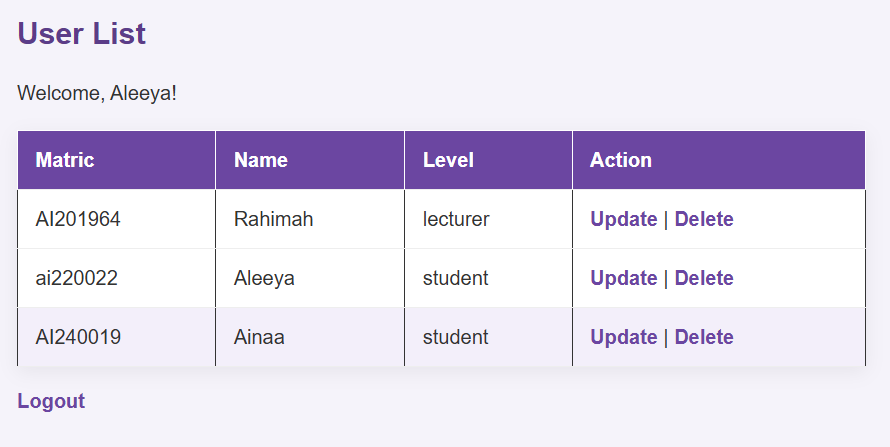 User List
Welcome, Aleeya!
Matric Name Level Action
AI201964 Rahimah lecturer Update | Delete
ai220022 Aleeya student Update | Delete
AI240019 Ainaa student Update | Delete
Logout